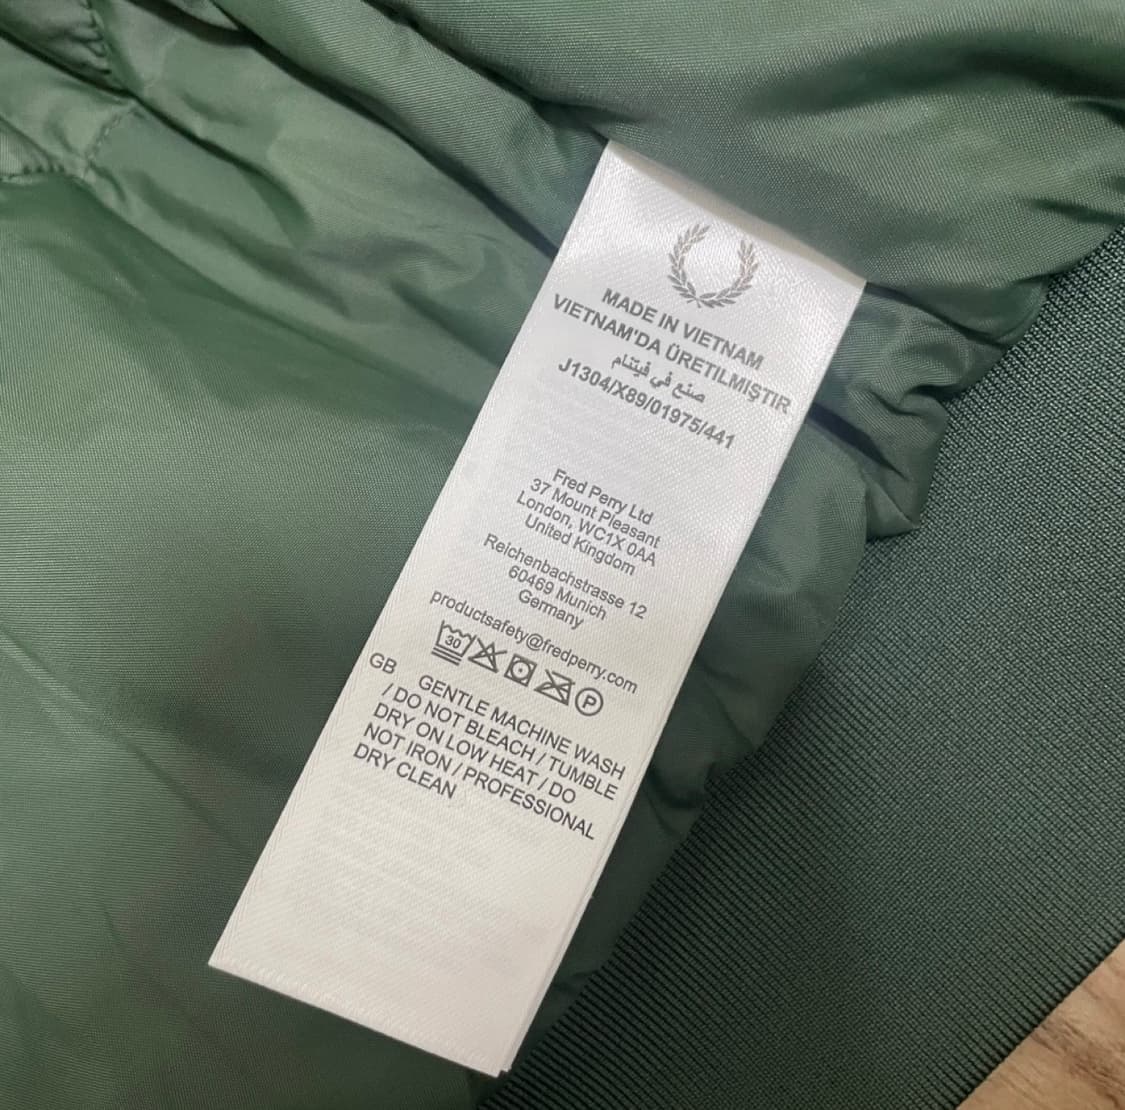 MADE IN VIETNAM
VIETNAM'DA ÜRETILMIŞTIR
صنع في فيتنام
J1304/X89/01975/441
Fred Perry Ltd
37 Mount Pleasant
London, WC1X 0AA
United Kingdom
Reichenbachstrasse 12
60469 Munich
Germany
productsafety@fredperry.com
30 P
GB GENTLE MACHINE WASH
/ DO NOT BLEACH / TUMBLE
DRY ON LOW HEAT / DO
NOT IRON / PROFESSIONAL
DRY CLEAN